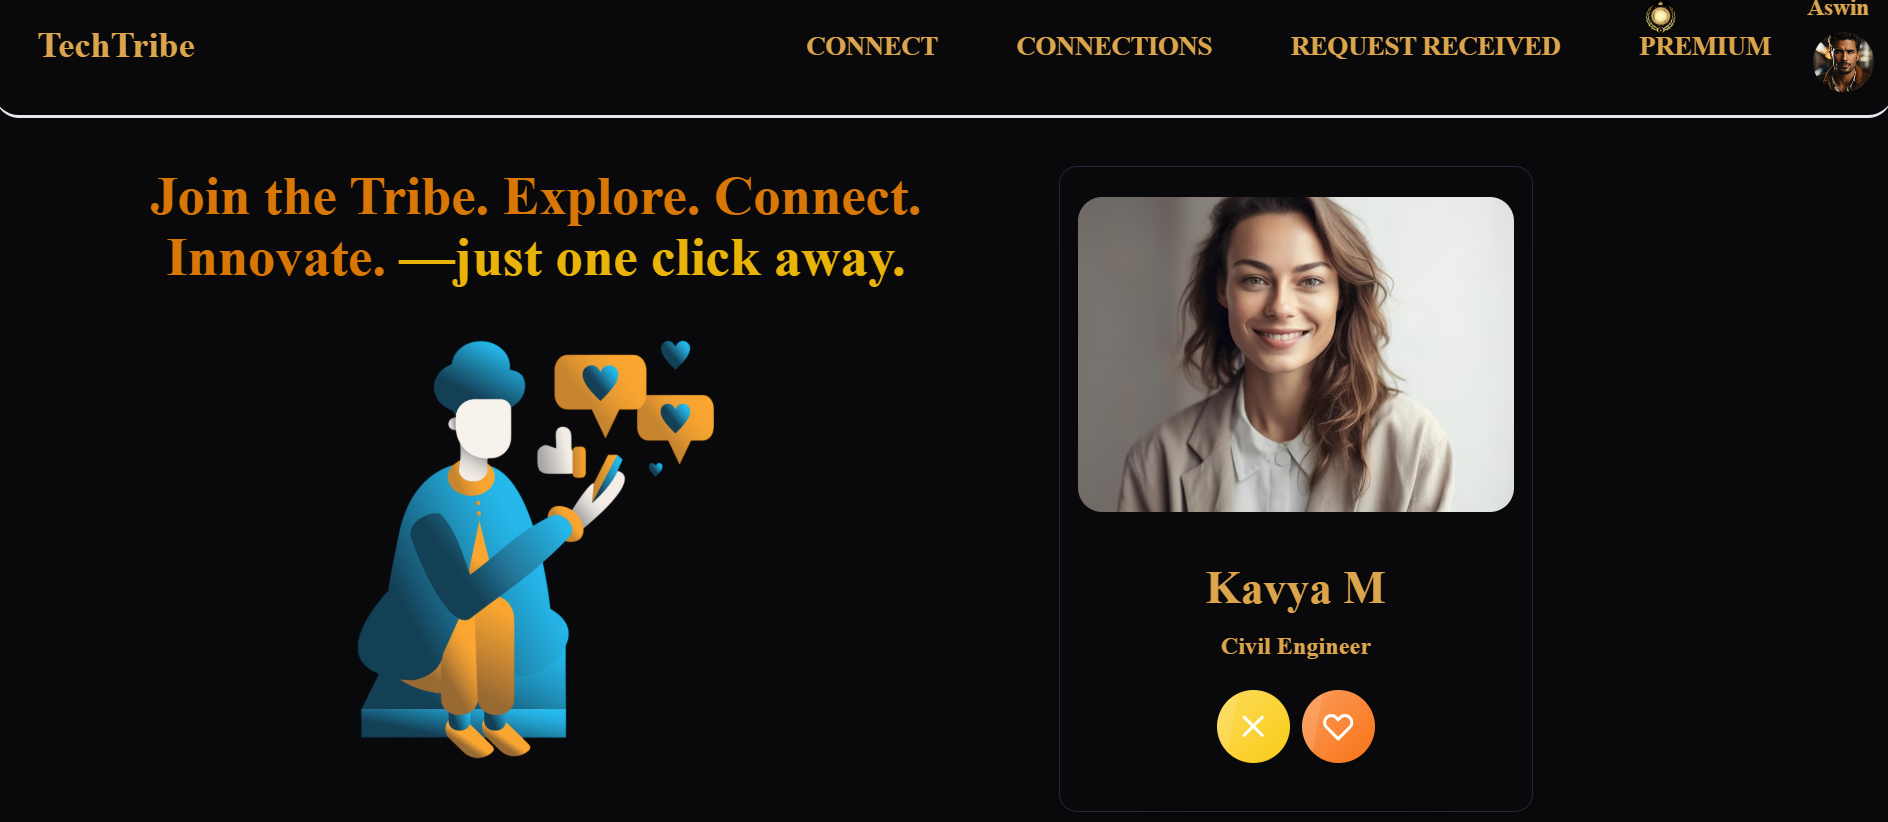 TechTribe
CONNECT
CONNECTIONS
REQUEST RECEIVED
PREMIUM
Aswin
Join the Tribe. Explore. Connect.
Innovate. —just one click away.
Kavya M
Civil Engineer